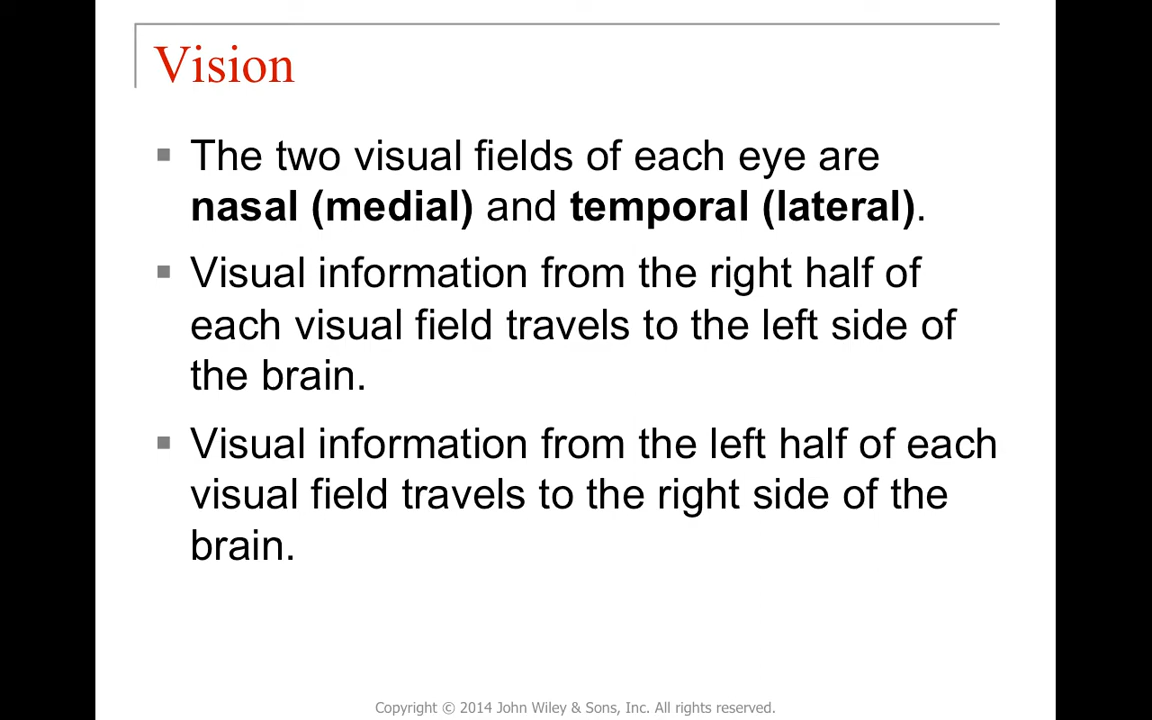 Vision
▪ The two visual fields of each eye are
nasal (medial) and temporal (lateral).
▪ Visual information from the right half of
each visual field travels to the left side of
the brain.
▪ Visual information from the left half of each
visual field travels to the right side of the
brain.
Copyright © 2014 John Wiley & Sons, Inc. All rights reserved.